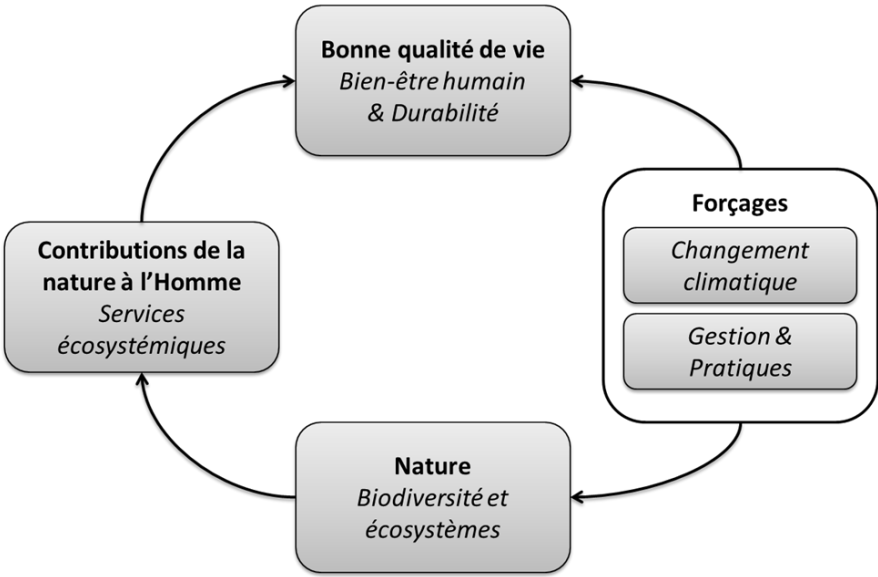 Bonne qualité de vie
Bien-être humain
& Durabilité
Forçages
Changement
climatique
Gestion &
Pratiques
Contributions de la
nature à l’Homme
Services
écosystémiques
Nature
Biodiversité et
écosystèmes